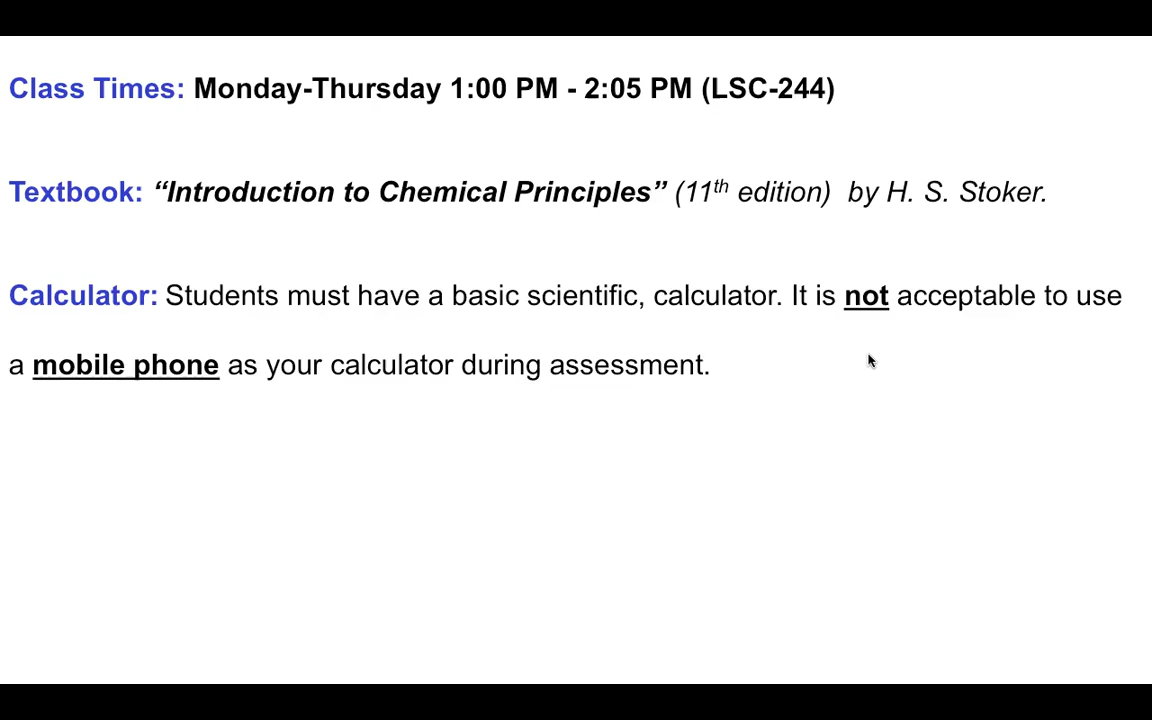 Class Times: Monday-Thursday 1:00 PM - 2:05 PM (LSC-244)
Textbook: “Introduction to Chemical Principles” (11th edition) by H. S. Stoker.
Calculator: Students must have a basic scientific, calculator. It is not acceptable to use
a mobile phone as your calculator during assessment.